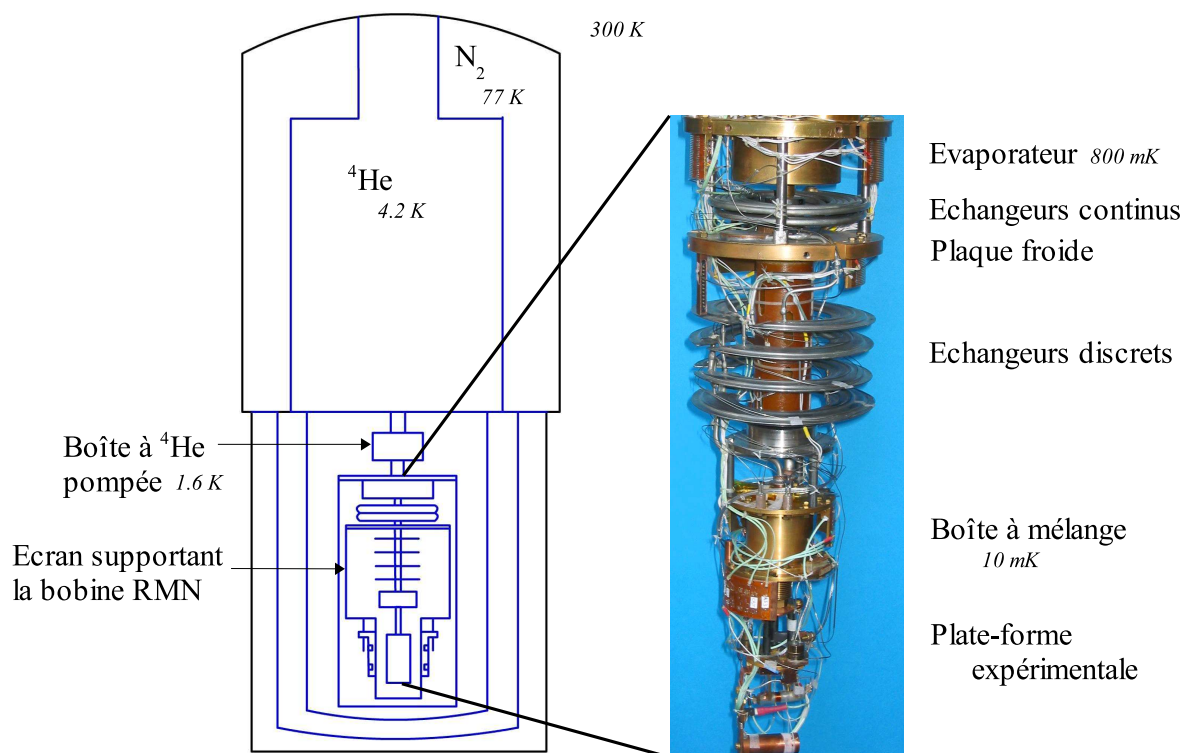 300 K
N2
77 K
4He
4.2 K
Boîte à 4He
pompée 1.6 K
Ecran supportant
la bobine RMN
Evaporateur 800 mK
Echangeurs continus
Plaque froide
Echangeurs discrets
Boîte à mélange
10 mK
Plate-forme
expérimentale